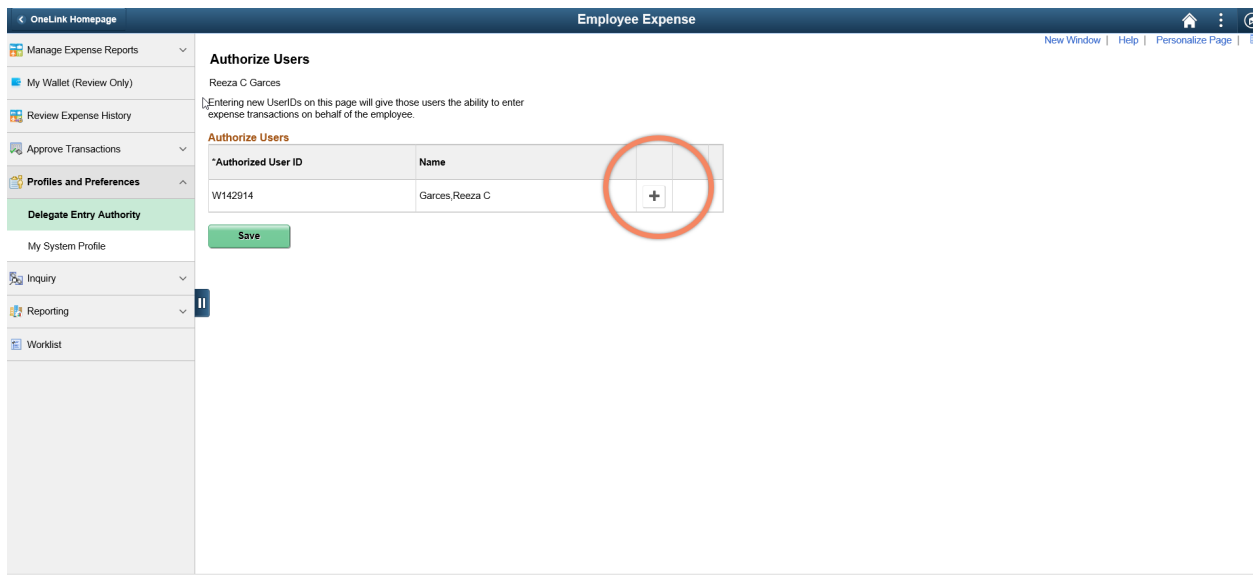 OneLink Homepage
Employee Expense
New Window | Help | Personalize Page |
Manage Expense Reports
My Wallet (Review Only)
Review Expense History
Approve Transactions
Profiles and Preferences
Delegate Entry Authority
My System Profile
Inquiry
Reporting
Worklist
Authorize Users
Reeza C Garces
Entering new UserIDs on this page will give those users the ability to enter
expense transactions on behalf of the employee.
Authorize Users
*Authorized User ID Name
W142914 Garces,Reeza C +
Save